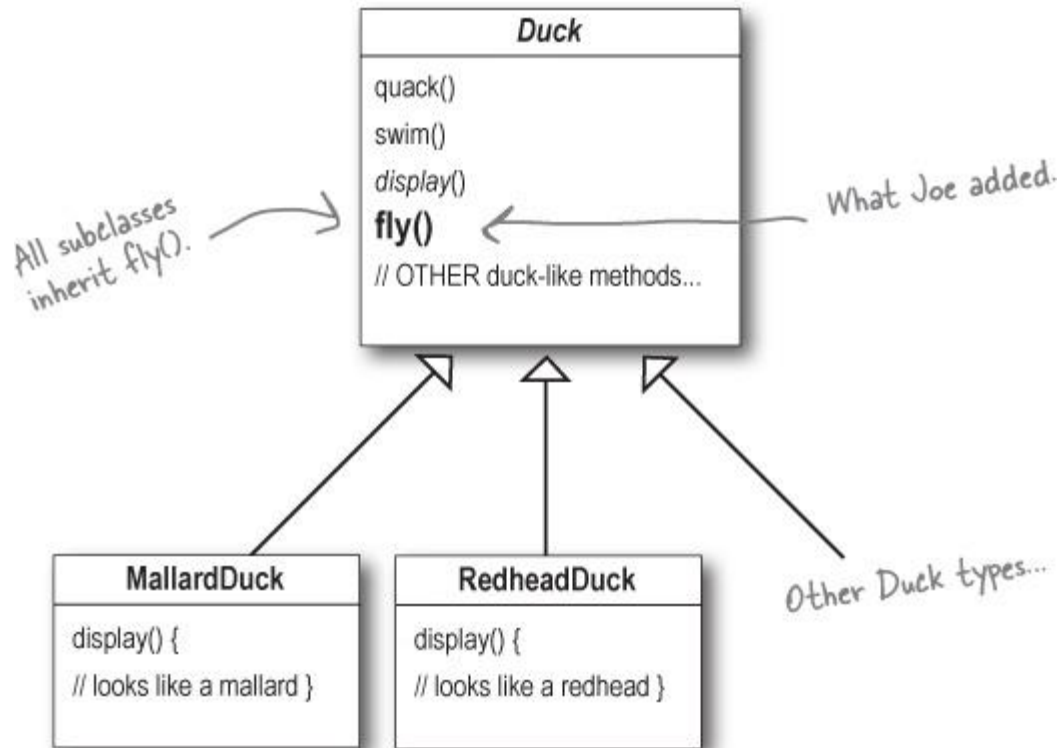 Duck
quack()
swim()
display()
fly()
// OTHER duck-like methods...
All subclasses
inherit fly().
What Joe added.
MallardDuck
display() {
// looks like a mallard }
RedheadDuck
display() {
// looks like a redhead }
Other Duck types...